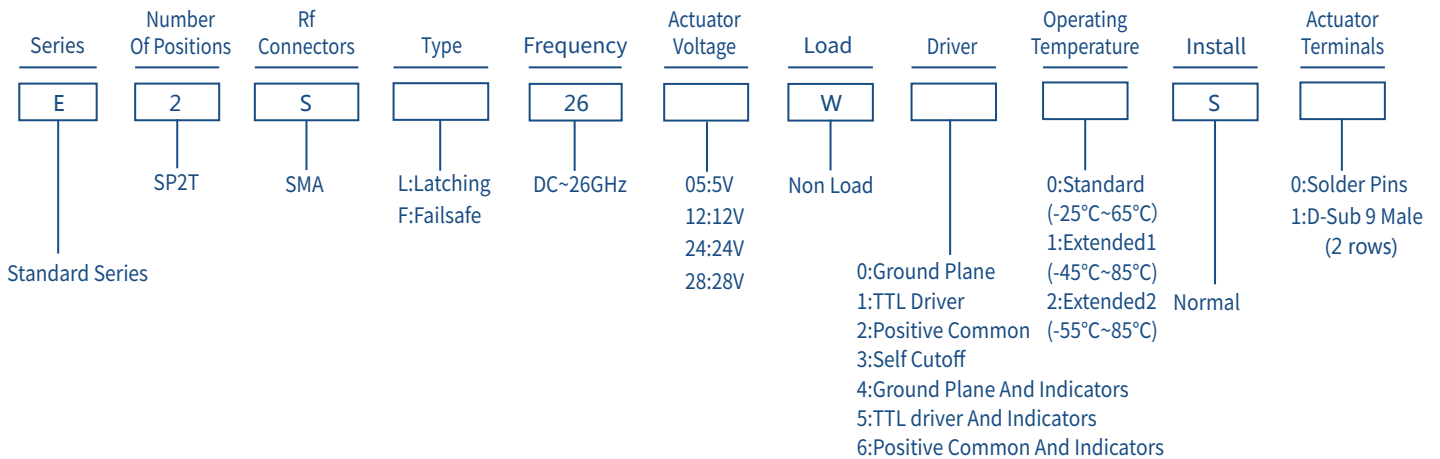 Series
Number
Of Positions
Rf
Connectors
Type
Frequency
Actuator
Voltage
Load
Driver
Operating
Temperature
Install
Actuator
Terminals
E
2
S
26
W
S
Standard Series
SP2T
SMA
L:Latching
F:Failsafe
DC~26GHz
05:5V
12:12V
24:24V
28:28V
Non Load
0:Ground Plane
1:TTL Driver
2:Positive Common
3:Self Cutoff
4:Ground Plane And Indicators
5:TTL driver And Indicators
6:Positive Common And Indicators
0:Standard
(-25°C~65°C)
1:Extended1
(-45°C~85°C)
2:Extended2
(-55°C~85°C)
Normal
0:Solder Pins
1:D-Sub 9 Male
(2 rows)